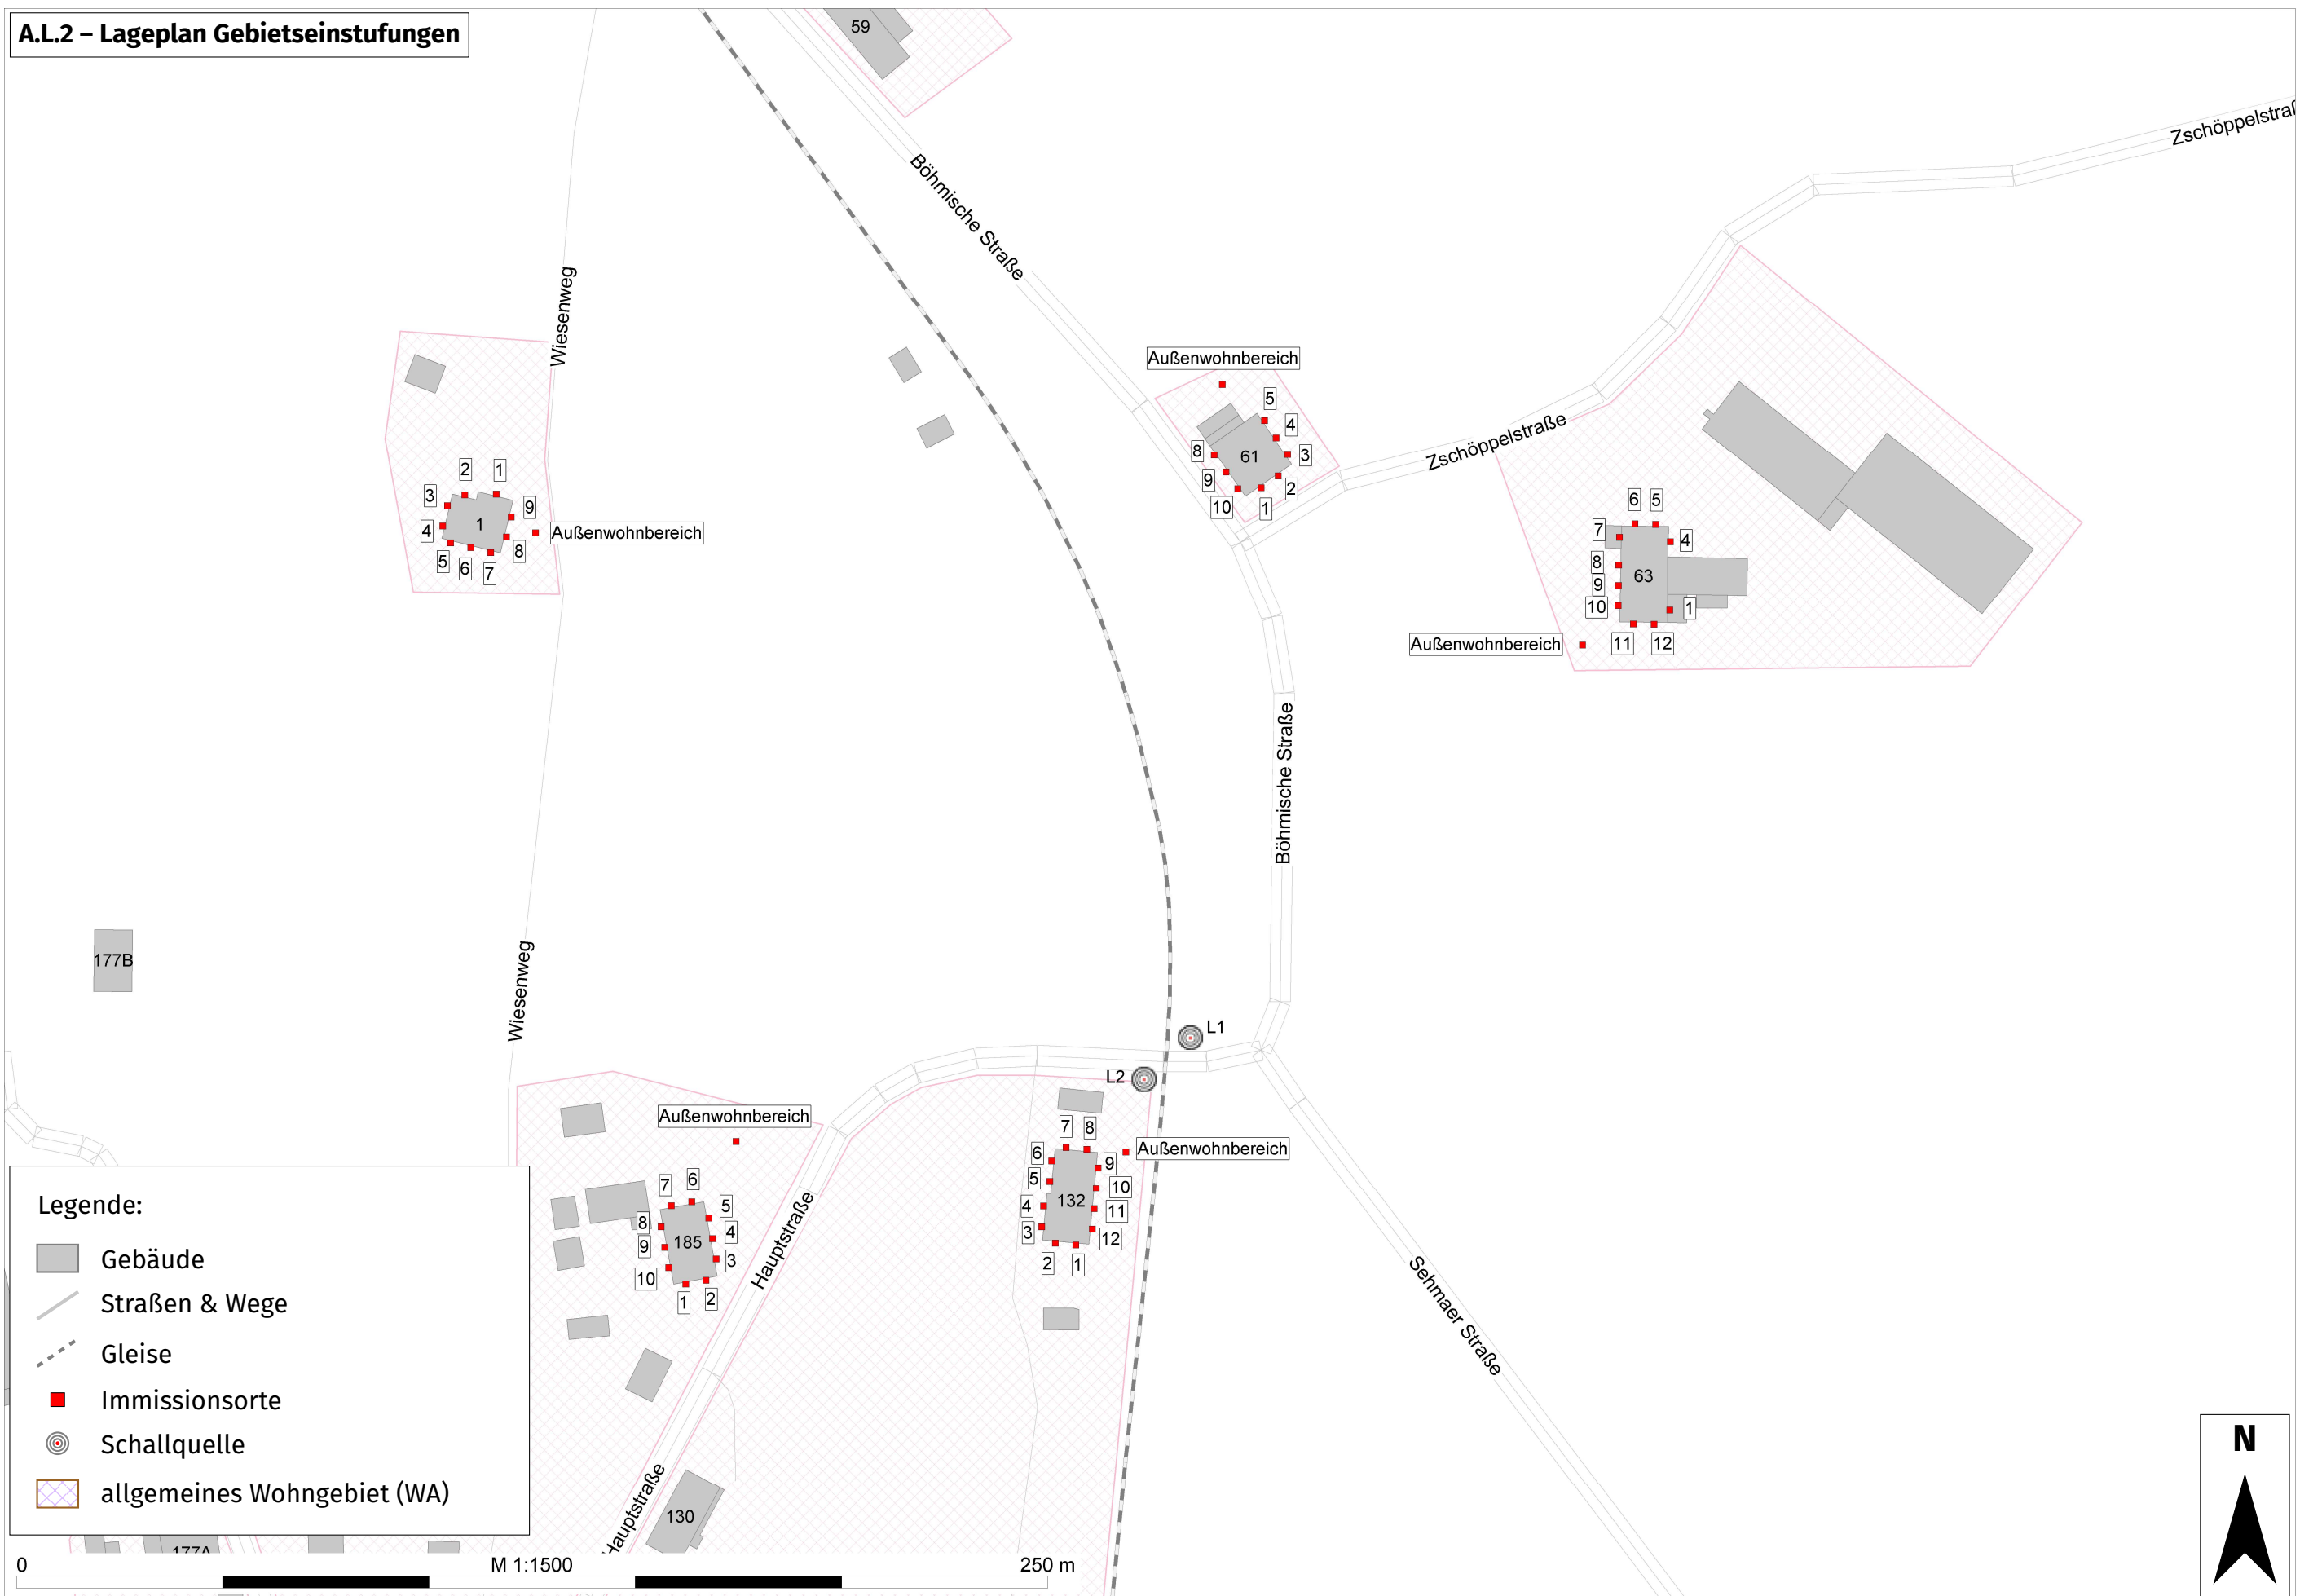 A.L.2 – Lageplan Gebietseinstufungen
59
Zschöppelstraß
Böhmische Straße
Wiesenweg
Außenwohnbereich
5
4
8
61
3
9
2
10
1
Zschöppelstraße
2
1
3
9
1
4
Außenwohnbereich
8
5
6
7
6
5
7
4
8
63
9
10
1
Außenwohnbereich
11
12
Böhmische Straße
177B
Wiesenweg
L1
L2
Außenwohnbereich
7
8
Außenwohnbereich
6
9
5
10
4
132
11
3
12
2
1
7
6
5
8
4
9
185
3
10
1
2
Hauptstraße
Sehmaer Straße
Hauptstraße
130
Legende:
Gebäude
Straßen & Wege
Gleise
Immissionsorte
Schallquelle
allgemeines Wohngebiet (WA)
177A
N
0
M 1:1500
250 m